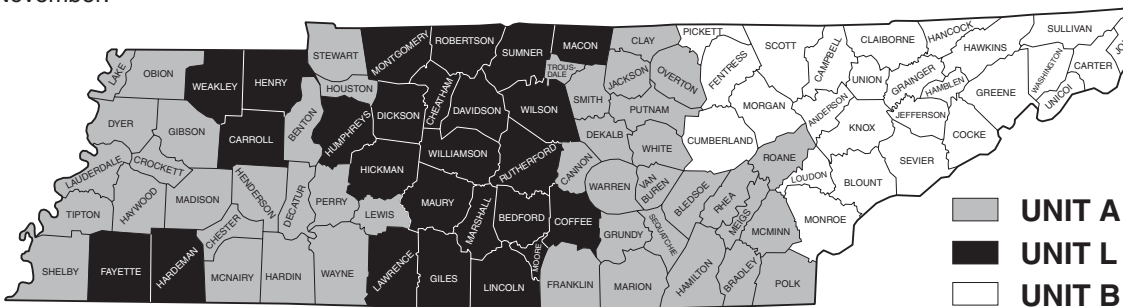 November.
STEWART
MONTGOMERY
ROBERTSON
SUMNER
MACON
CLAY
PICKETT
SCOTT
CAMPBELL
CLAIBORNE
HANCOCK
HAWKINS
SULLIVAN
LAKE
OBION
WEAKLEY
HENRY
HOUSTON
CHEATHAM
TROUS-
DALE
JACKSON
OVERTON
FENTRESS
UNION
GRAINGER
HAMBLEN
GREENE
WASHINGTON
CARTER
UNICOI
DYER
GIBSON
CARROLL
BENTON
HUMPHREYS
DICKSON
DAVIDSON
WILSON
SMITH
PUTNAM
MORGAN
ANDERSON
KNOX
JEFFERSON
COCKE
LAUDERDALE
CROCKETT
HICKMAN
WILLIAMSON
RUTHERFORD
DEKALB
CANNON
WHITE
CUMBERLAND
ROANE
LOUDON
BLOUNT
SEVIER
TIPTON
HAYWOOD
MADISON
HENDERSON
DECATUR
PERRY
LEWIS
MAURY
MARSHALL
BEDFORD
COFFEE
WARREN
VAN
BUREN
BLEDSOE
RHEA
MEIGS
MCMINN
MONROE
SHELBY
FAYETTE
HARDEMAN
CHESTER
MCNAIRY
HARDIN
WAYNE
LAWRENCE
GILES
LINCOLN
MOORE
FRANKLIN
GRUNDY
SEQUATCHIE
MARION
HAMILTON
BRADLEY
POLK
UNIT A
UNIT L
UNIT B